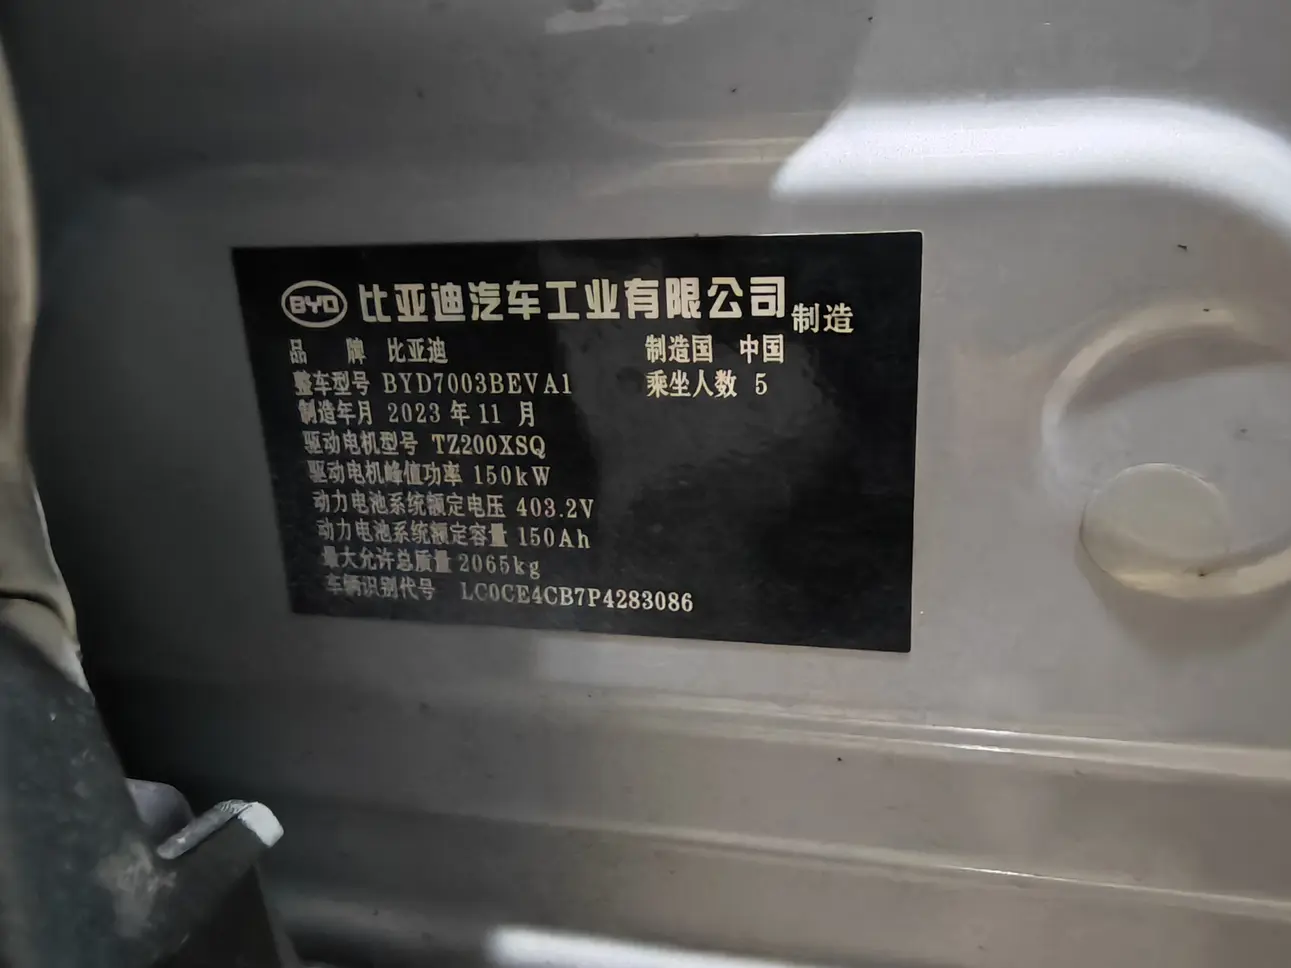 BYD 比亚迪汽车工业有限公司 制造
品 牌 比亚迪 制造国 中国
整车型号 BYD7003BEVA1 乘坐人数 5
制造年月 2023 年 11 月
驱动电机型号 TZ200XSQ
驱动电机峰值功率 150kW
动力电池系统额定电压 403.2V
动力电池系统额定容量 150Ah
最大允许总质量 2065kg
车辆识别代号 LC0CE4CB7P4283086